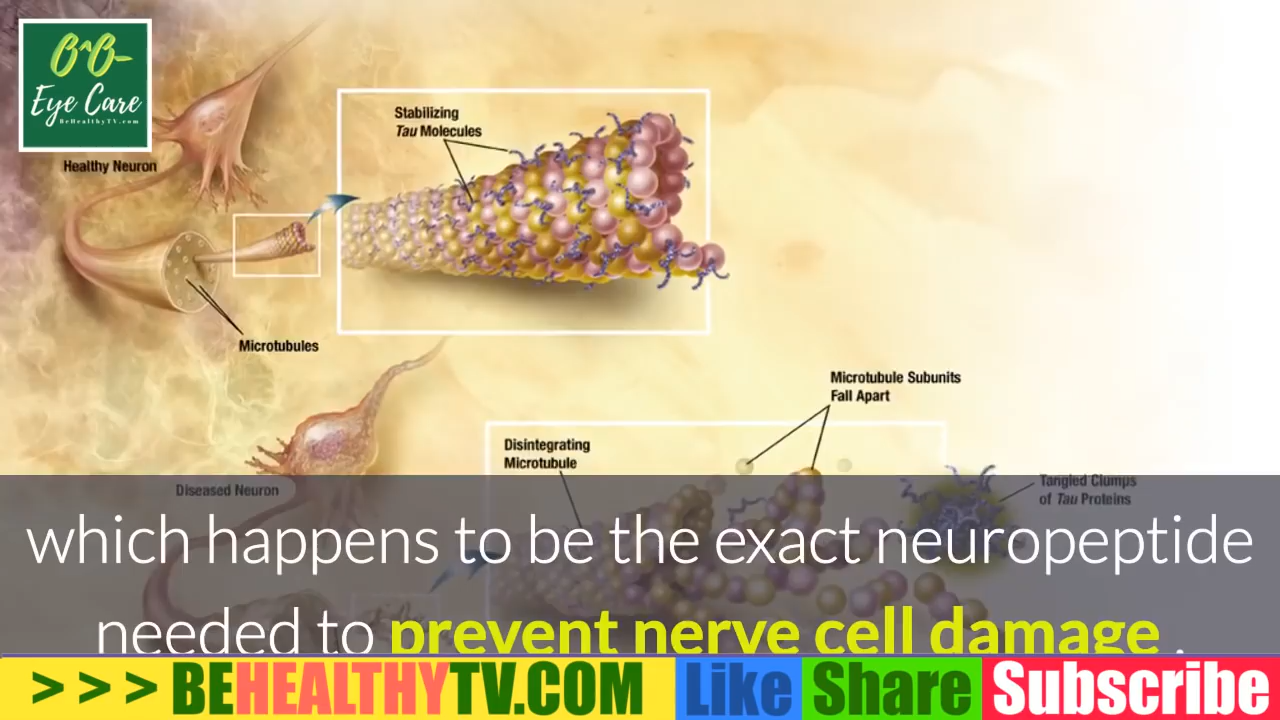 Eye Care
BeHealthyTV.com
Healthy Neuron
Stabilizing
Tau Molecules
Microtubules
Microtubule Subunits
Fall Apart
Disintegrating
Microtubule
Diseased Neuron
Tangled Clumps
of Tau Proteins
which happens to be the exact neuropeptide
needed to prevent nerve cell damage .
> > > BEHEALTHYTV.COM Like Share Subscribe